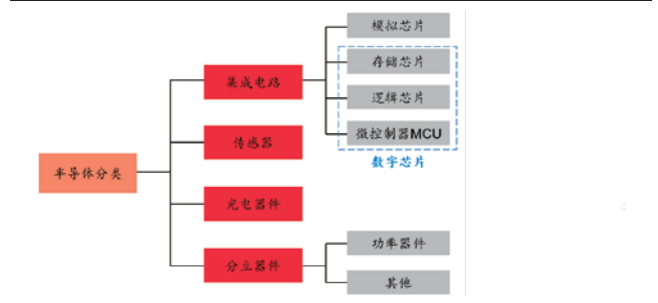 模拟芯片
存储芯片
集成电路
逻辑芯片
传感器
微控制器MCU
数字芯片
半导体分类
光电器件
功率器件
分立器件
其他